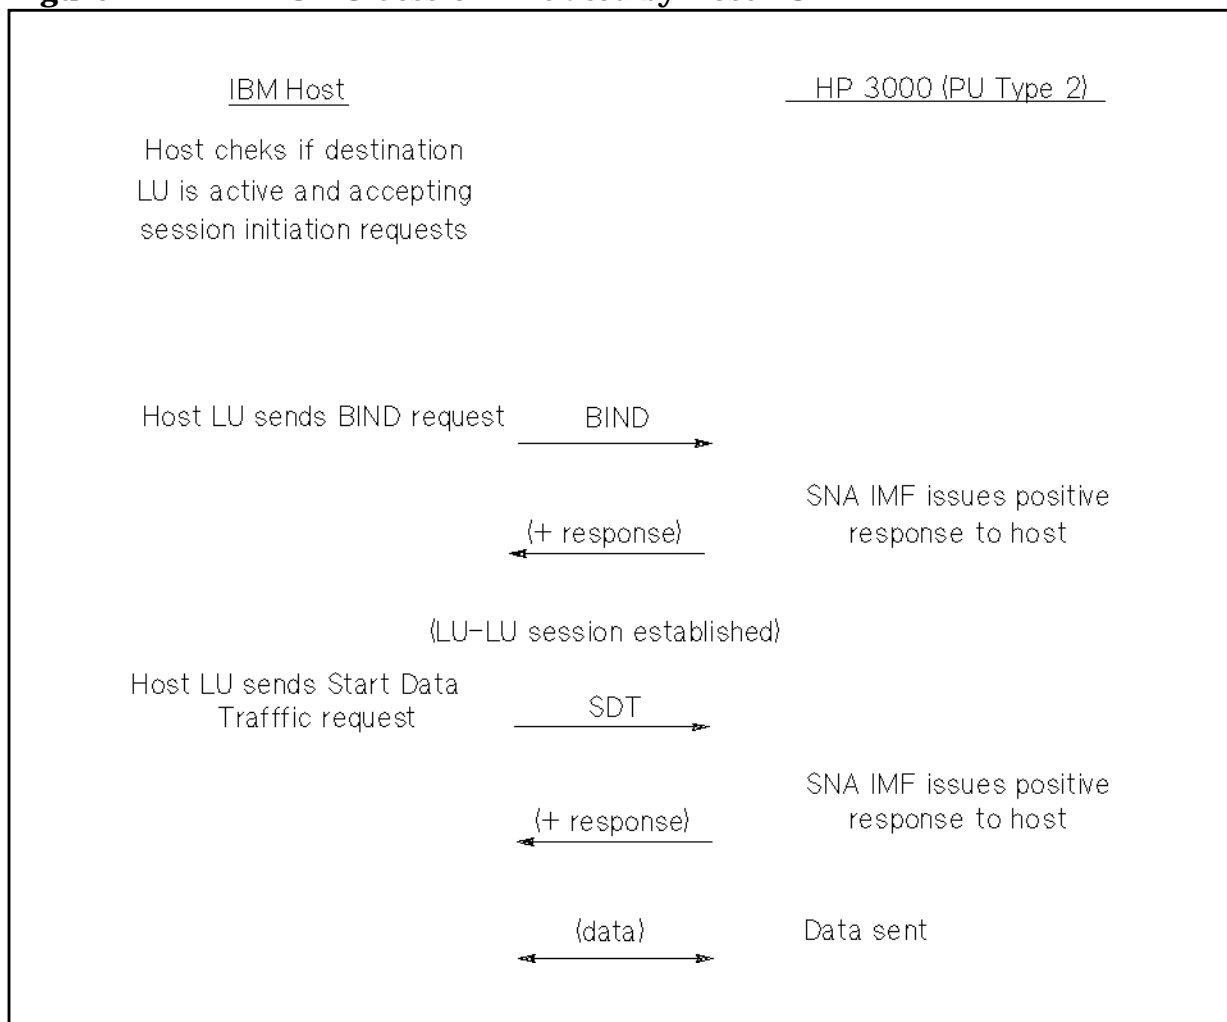 IBM Host
HP 3000 (PU Type 2)
Host cheks if destination
LU is active and accepting
session initiation requests
Host LU sends BIND request
BIND
SNA IMF issues positive
response to host
(+ response)
(LU-LU session established)
Host LU sends Start Data
Trafffic request
SDT
SNA IMF issues positive
response to host
(+ response)
(data)
Data sent